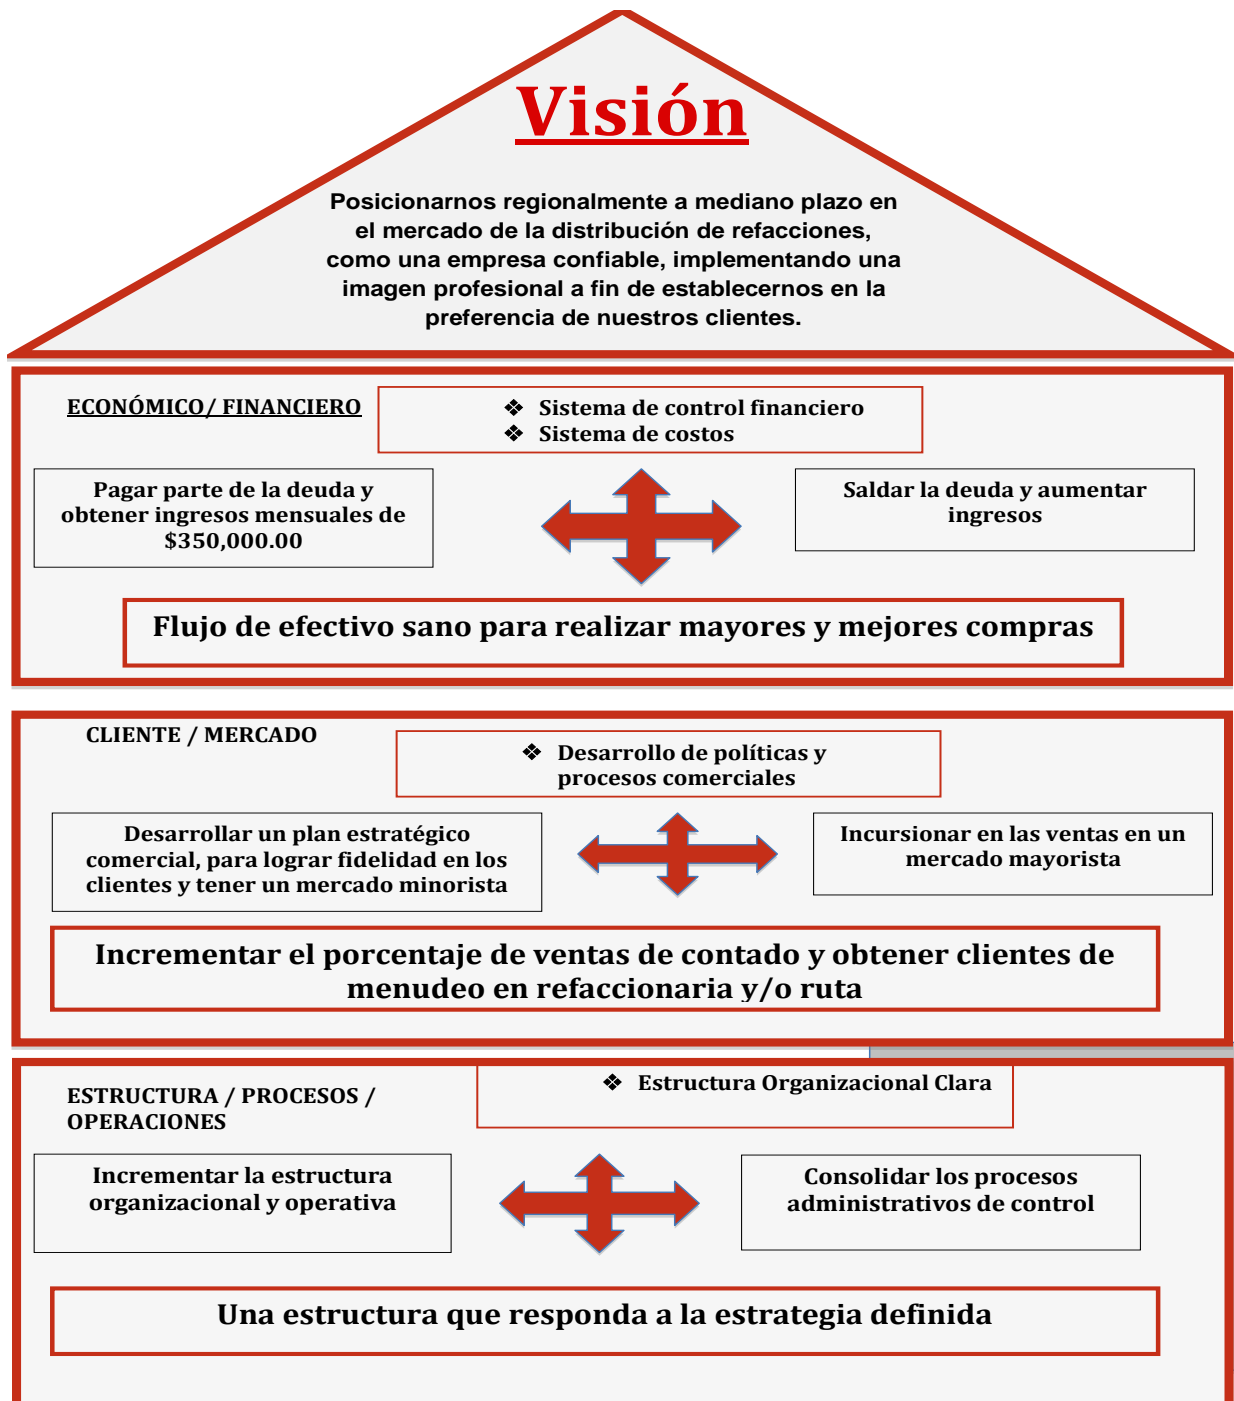 Visión
Posicionarnos regionalmente a mediano plazo en
el mercado de la distribución de refacciones,
como una empresa confiable, implementando una
imagen profesional a fin de establecernos en la
preferencia de nuestros clientes.
ECONÓMICO/ FINANCIERO
❖ Sistema de control financiero
❖ Sistema de costos
Pagar parte de la deuda y
obtener ingresos mensuales de
$350,000.00
Saldar la deuda y aumentar
ingresos
Flujo de efectivo sano para realizar mayores y mejores compras
CLIENTE / MERCADO
❖ Desarrollo de políticas y
procesos comerciales
Desarrollar un plan estratégico
comercial, para lograr fidelidad en los
clientes y tener un mercado minorista
Incursionar en las ventas en un
mercado mayorista
Incrementar el porcentaje de ventas de contado y obtener clientes de
menudeo en refaccionaria y/o ruta
ESTRUCTURA / PROCESOS /
OPERACIONES
❖ Estructura Organizacional Clara
Incrementar la estructura
organizacional y operativa
Consolidar los procesos
administrativos de control
Una estructura que responda a la estrategia definida